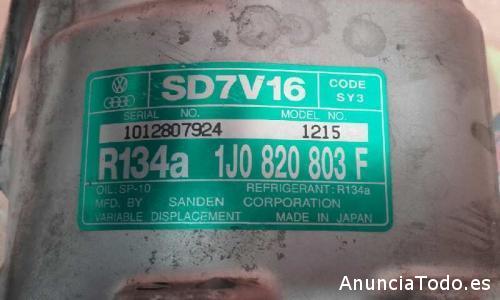 SD7V16
CODE
SY3
SERIAL NO. MODEL NO.
1012807924 1215
R134a 1J0 820 803 F
OIL: SP-10 REFRIGERANT: R134a
MFD. BY SANDEN CORPORATION
VARIABLE DISPLACEMENT MADE IN JAPAN
AnunciaTodo.es